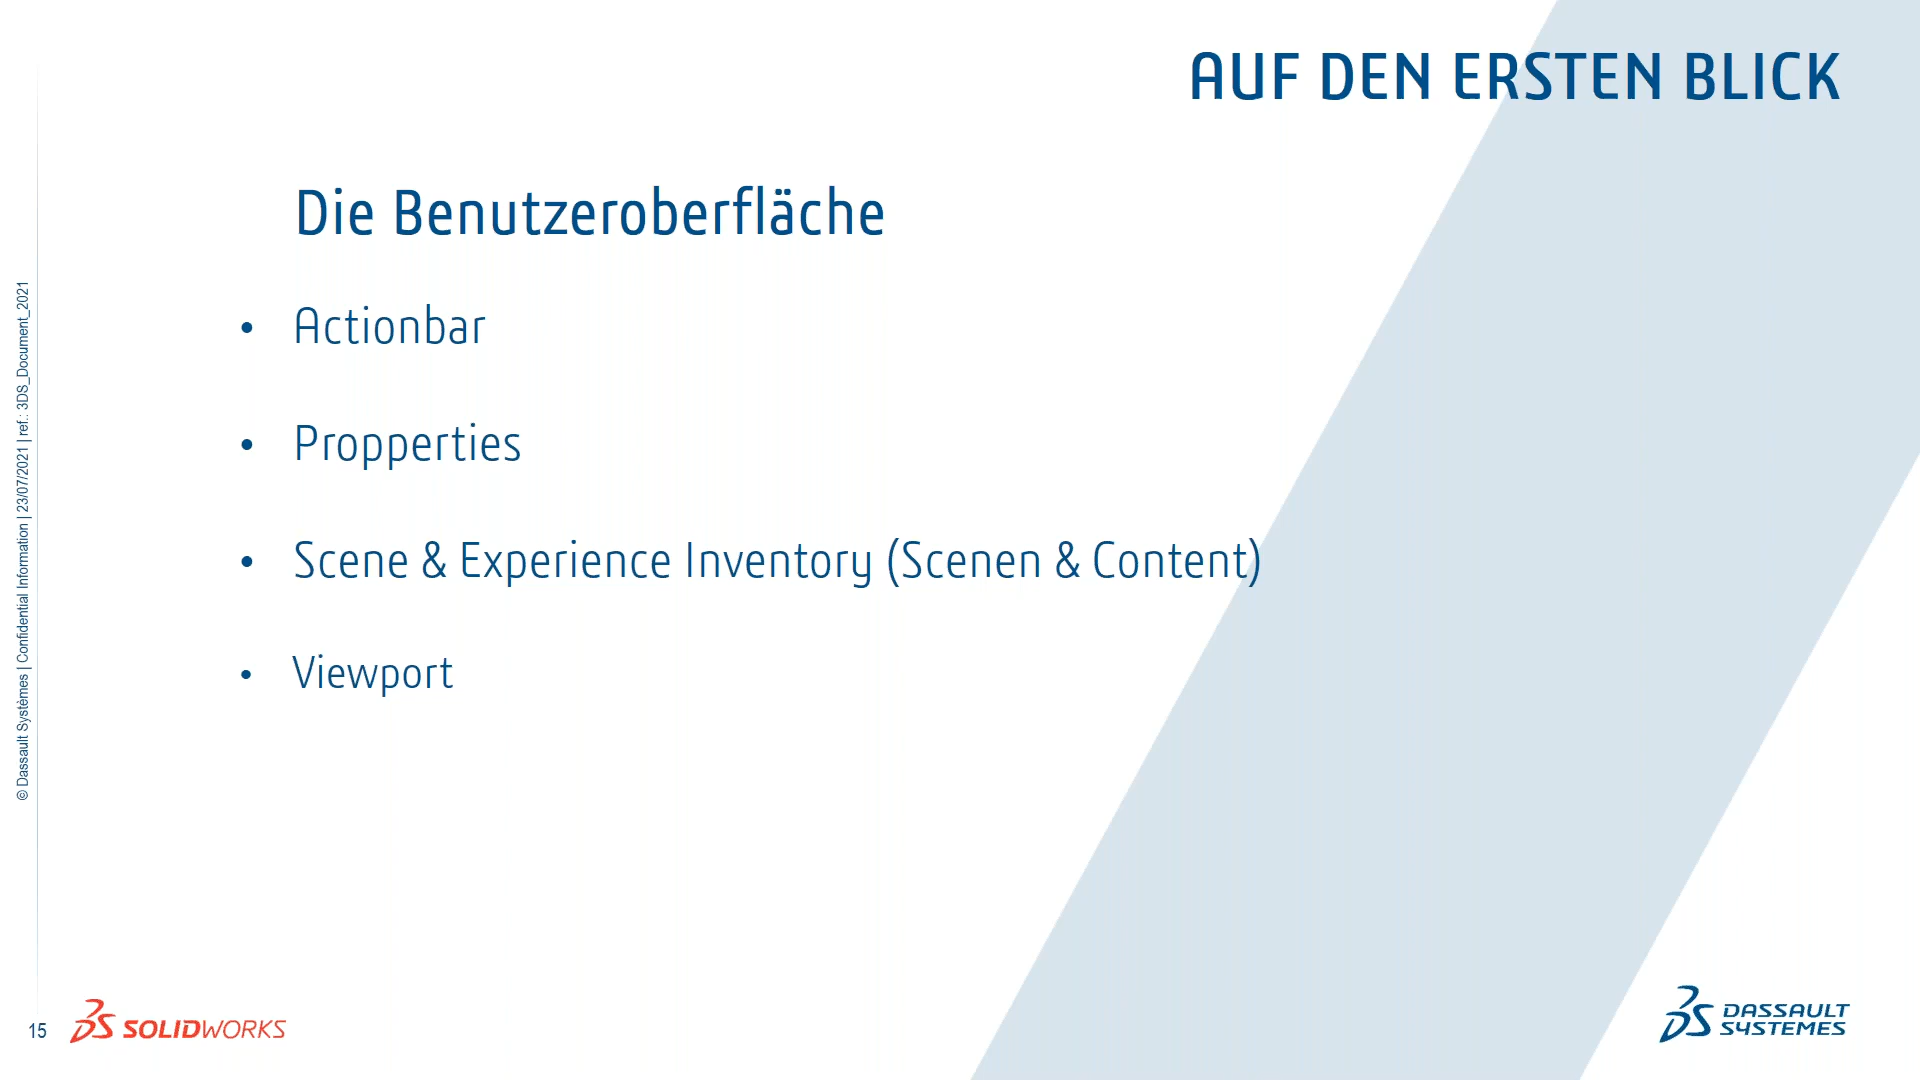 AUF DEN ERSTEN BLICK
Die Benutzeroberfläche
• Actionbar
• Propperties
• Scene & Experience Inventory (Scenen & Content)
• Viewport
© Dassault Systèmes | Confidential Information | 23/07/2021 | ref.: 3DS_Document_2021
15
SOLIDWORKS
DASSAULT
SYSTEMES